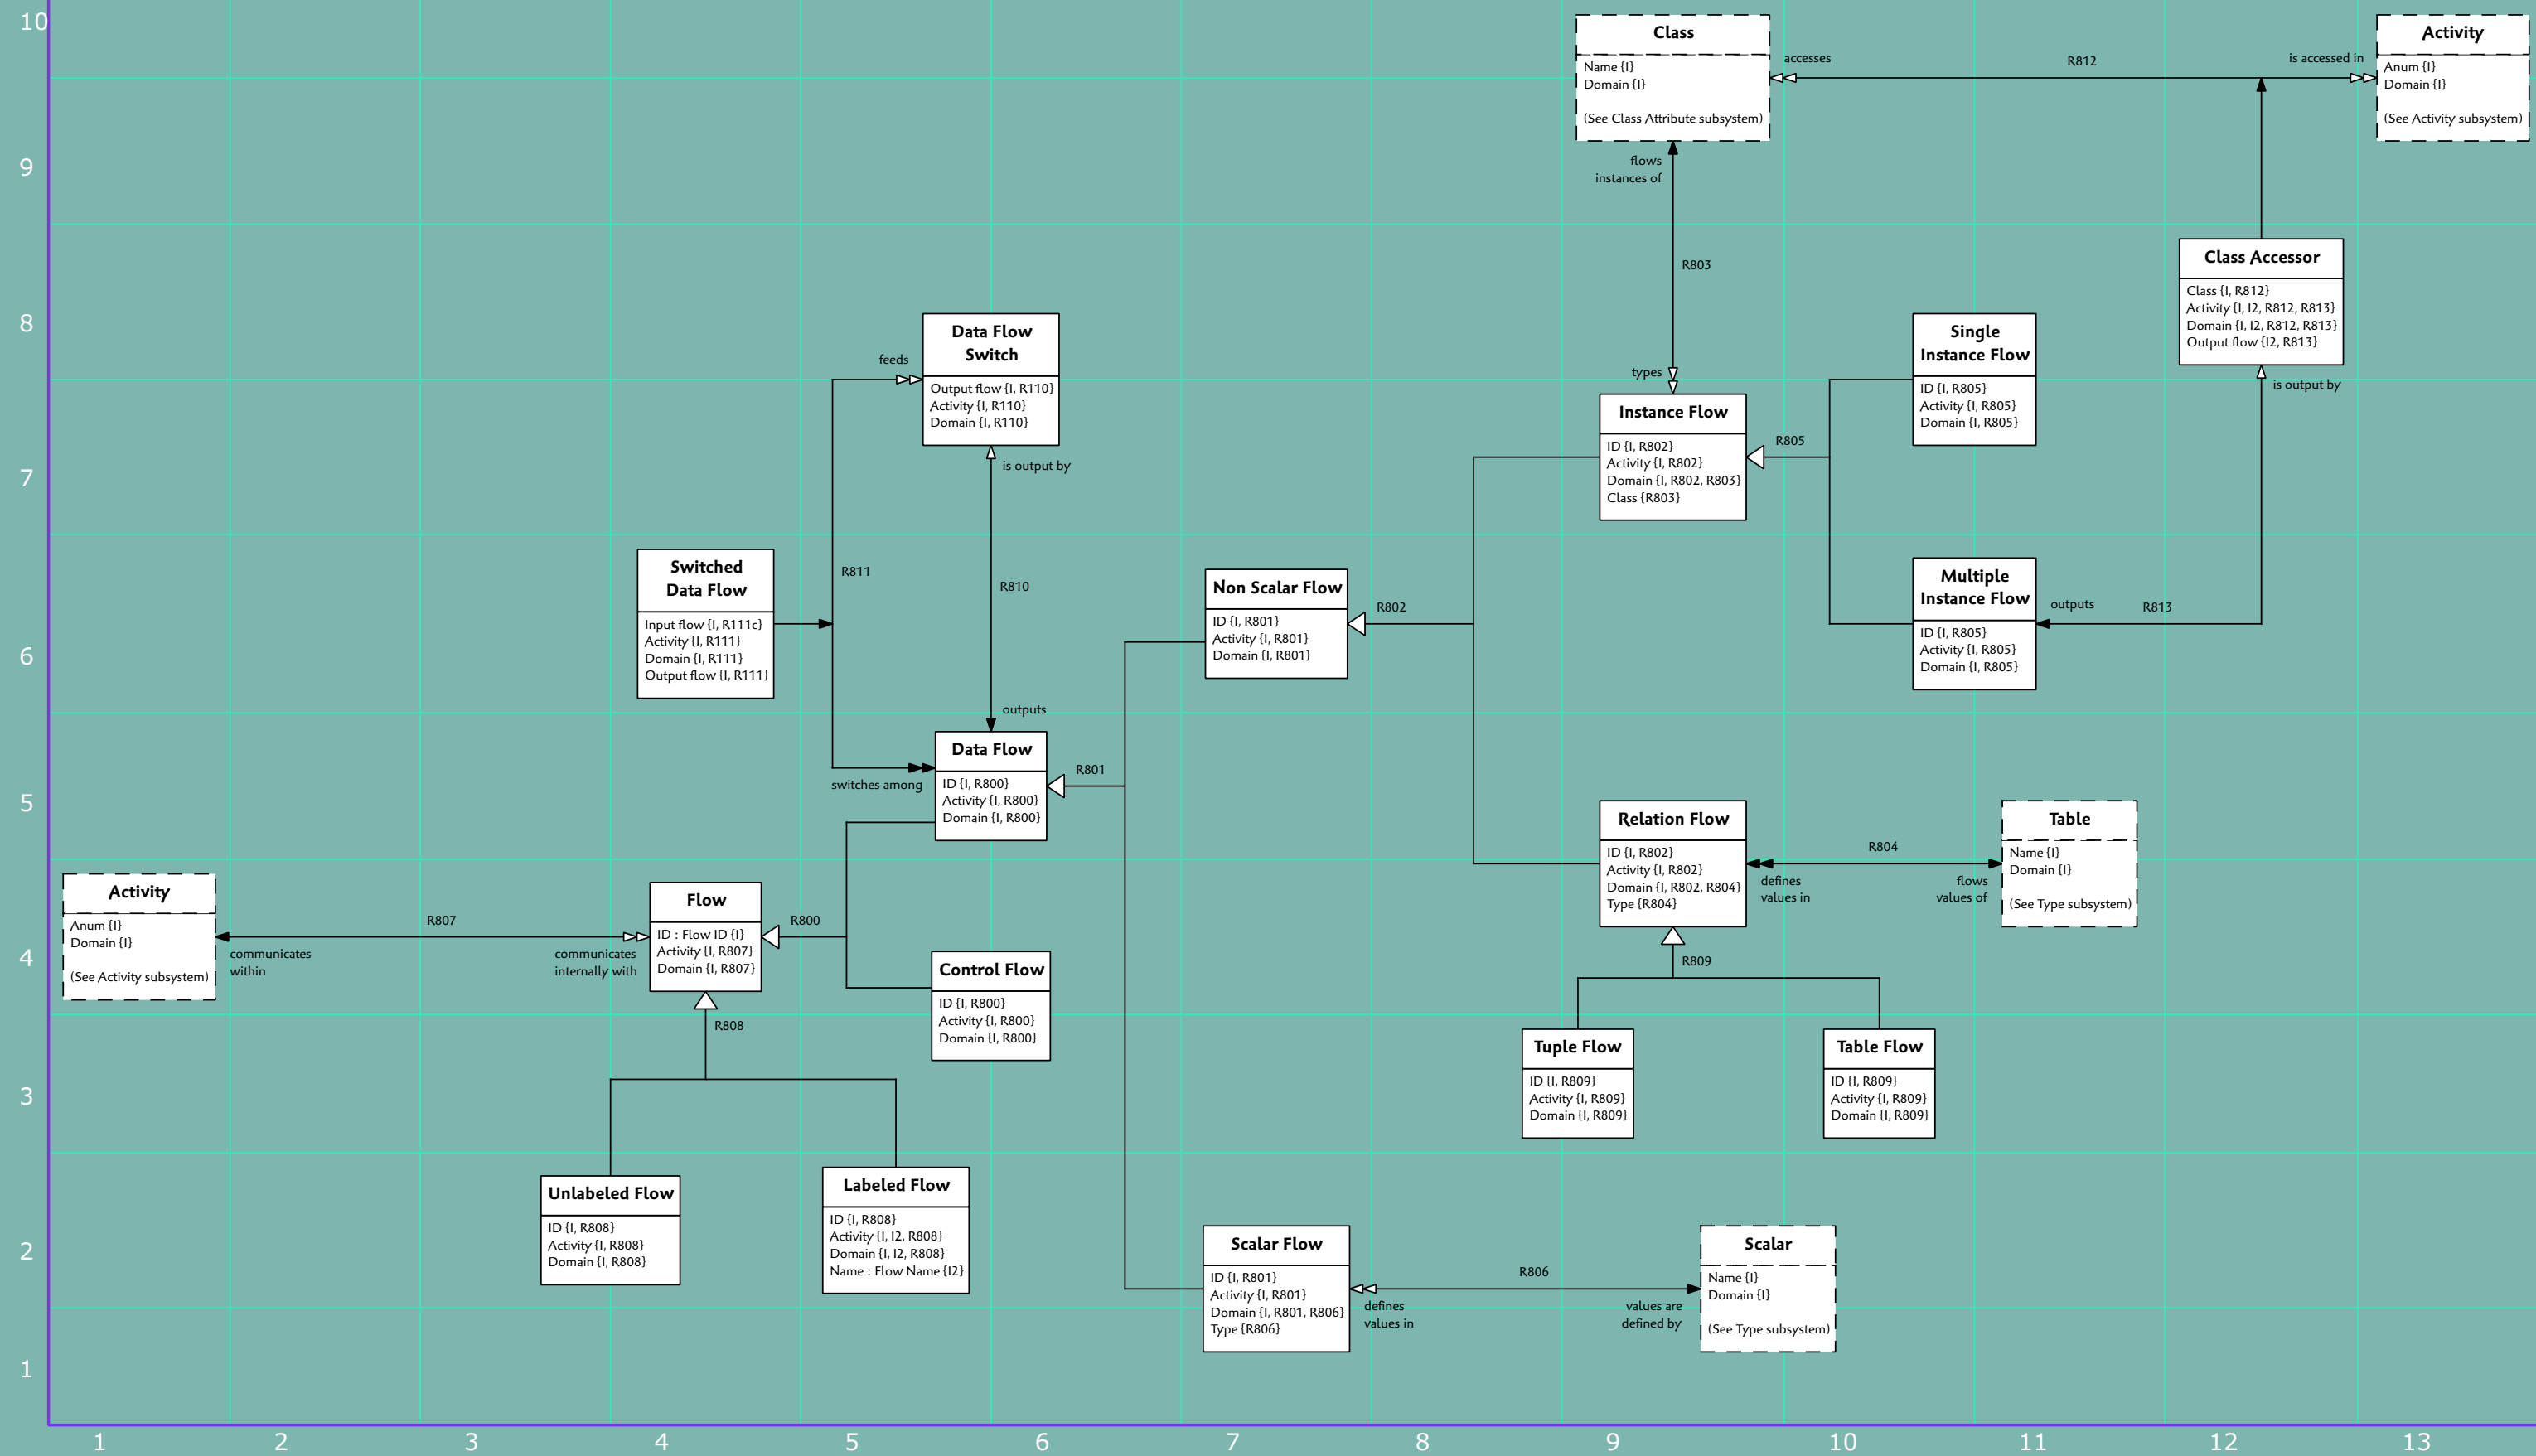 10
9
8
7
6
5
4
3
2
1
1
2
3
4
5
6
7
8
9
10
11
12
13
Class
Name {I}
Domain {I}
(See Class Attribute subsystem)
accesses
R812
is accessed in
Activity
Anum {I}
Domain {I}
(See Activity subsystem)
flows
instances of
R803
types
Class Accessor
Class {I, R812}
Activity {I, I2, R812, R813}
Domain {I, I2, R812, R813}
Output flow {I2, R813}
is output by
Data Flow
Switch
Output flow {I, R110}
Activity {I, R110}
Domain {I, R110}
feeds
is output by
Single
Instance Flow
ID {I, R805}
Activity {I, R805}
Domain {I, R805}
Instance Flow
ID {I, R802}
Activity {I, R802}
Domain {I, R802, R803}
Class {R803}
R805
Switched
Data Flow
Input flow {I, R111c}
Activity {I, R111}
Domain {I, R111}
Output flow {I, R111}
R811
R810
Non Scalar Flow
ID {I, R801}
Activity {I, R801}
Domain {I, R801}
R802
Multiple
Instance Flow
ID {I, R805}
Activity {I, R805}
Domain {I, R805}
outputs
R813
outputs
Data Flow
ID {I, R800}
Activity {I, R800}
Domain {I, R800}
switches among
R801
Relation Flow
ID {I, R802}
Activity {I, R802}
Domain {I, R802, R804}
Type {R804}
R804
defines
values in
flows
values of
Table
Name {I}
Domain {I}
(See Type subsystem)
Activity
Anum {I}
Domain {I}
(See Activity subsystem)
R807
communicates
within
communicates
internally with
Flow
ID : Flow ID {I}
Activity {I, R807}
Domain {I, R807}
R800
Control Flow
ID {I, R800}
Activity {I, R800}
Domain {I, R800}
R808
R809
Tuple Flow
ID {I, R809}
Activity {I, R809}
Domain {I, R809}
Table Flow
ID {I, R809}
Activity {I, R809}
Domain {I, R809}
Unlabeled Flow
ID {I, R808}
Activity {I, R808}
Domain {I, R808}
Labeled Flow
ID {I, R808}
Activity {I, I2, R808}
Domain {I, I2, R808}
Name : Flow Name {I2}
Scalar Flow
ID {I, R801}
Activity {I, R801}
Domain {I, R801, R806}
Type {R806}
R806
defines
values in
values are
defined by
Scalar
Name {I}
Domain {I}
(See Type subsystem)